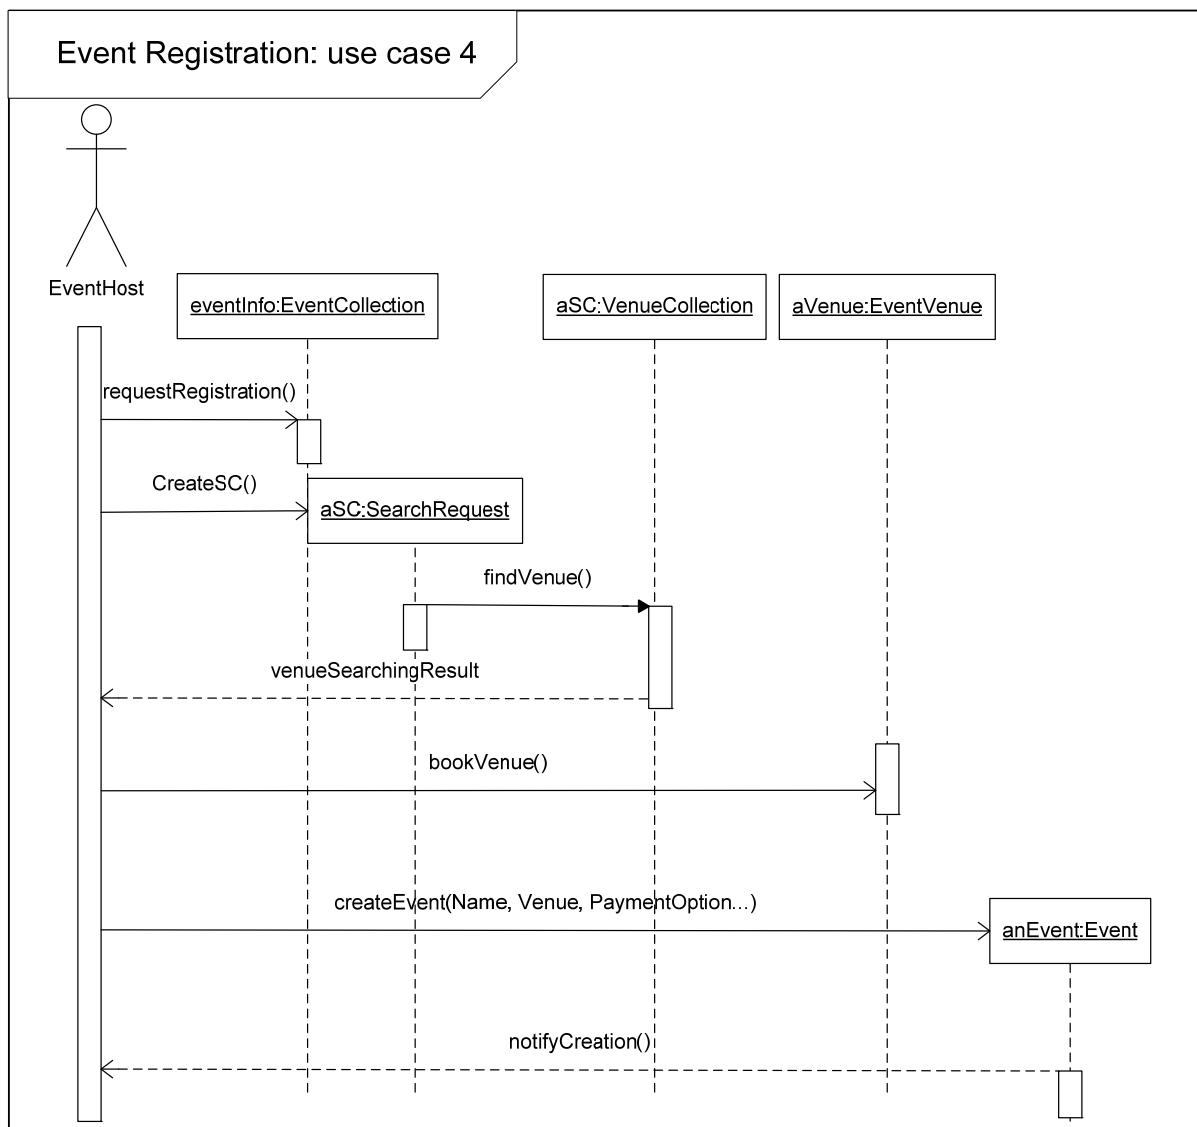 Event Registration: use case 4
EventHost
eventInfo:EventCollection
aSC:VenueCollection
aVenue:EventVenue
requestRegistration()
CreateSC()
aSC:SearchRequest
findVenue()
venueSearchingResult
bookVenue()
createEvent(Name, Venue, PaymentOption...)
anEvent:Event
notifyCreation()